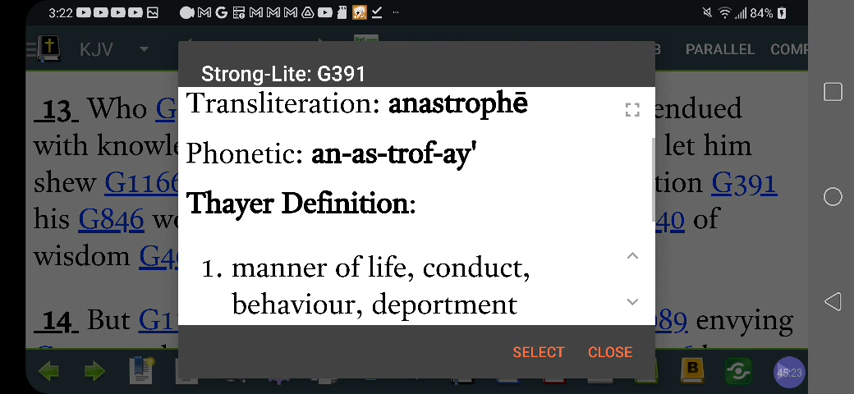 3:22
84%
KJV
PARALLEL
Strong-Lite: G391
Transliteration: anastrophē
Phonetic: an-as-trof-ay'
Thayer Definition:
1. manner of life, conduct,
behaviour, deportment
SELECT CLOSE
13 Who endued
with let him
shew G1166 G391
his G846 of
wisdom
14 But envying
45:23